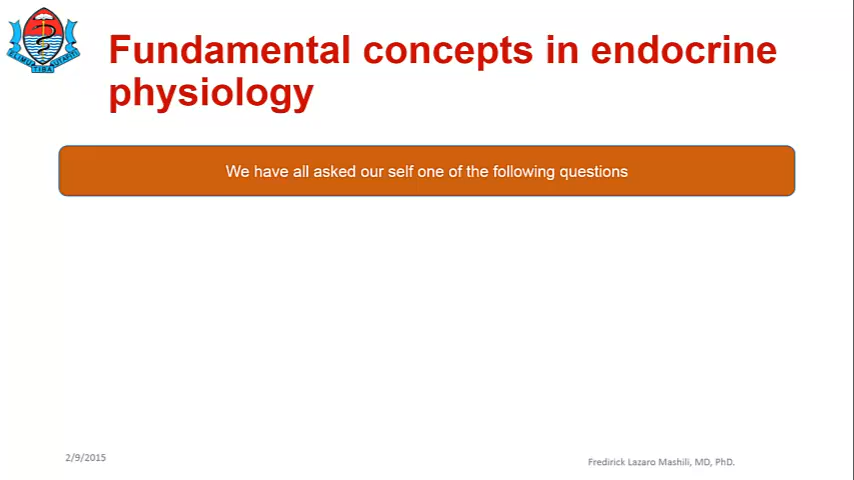 Fundamental concepts in endocrine
physiology
We have all asked our self one of the following questions
2/9/2015
Fredirick Lazaro Mashili, MD, PhD.
TIBA